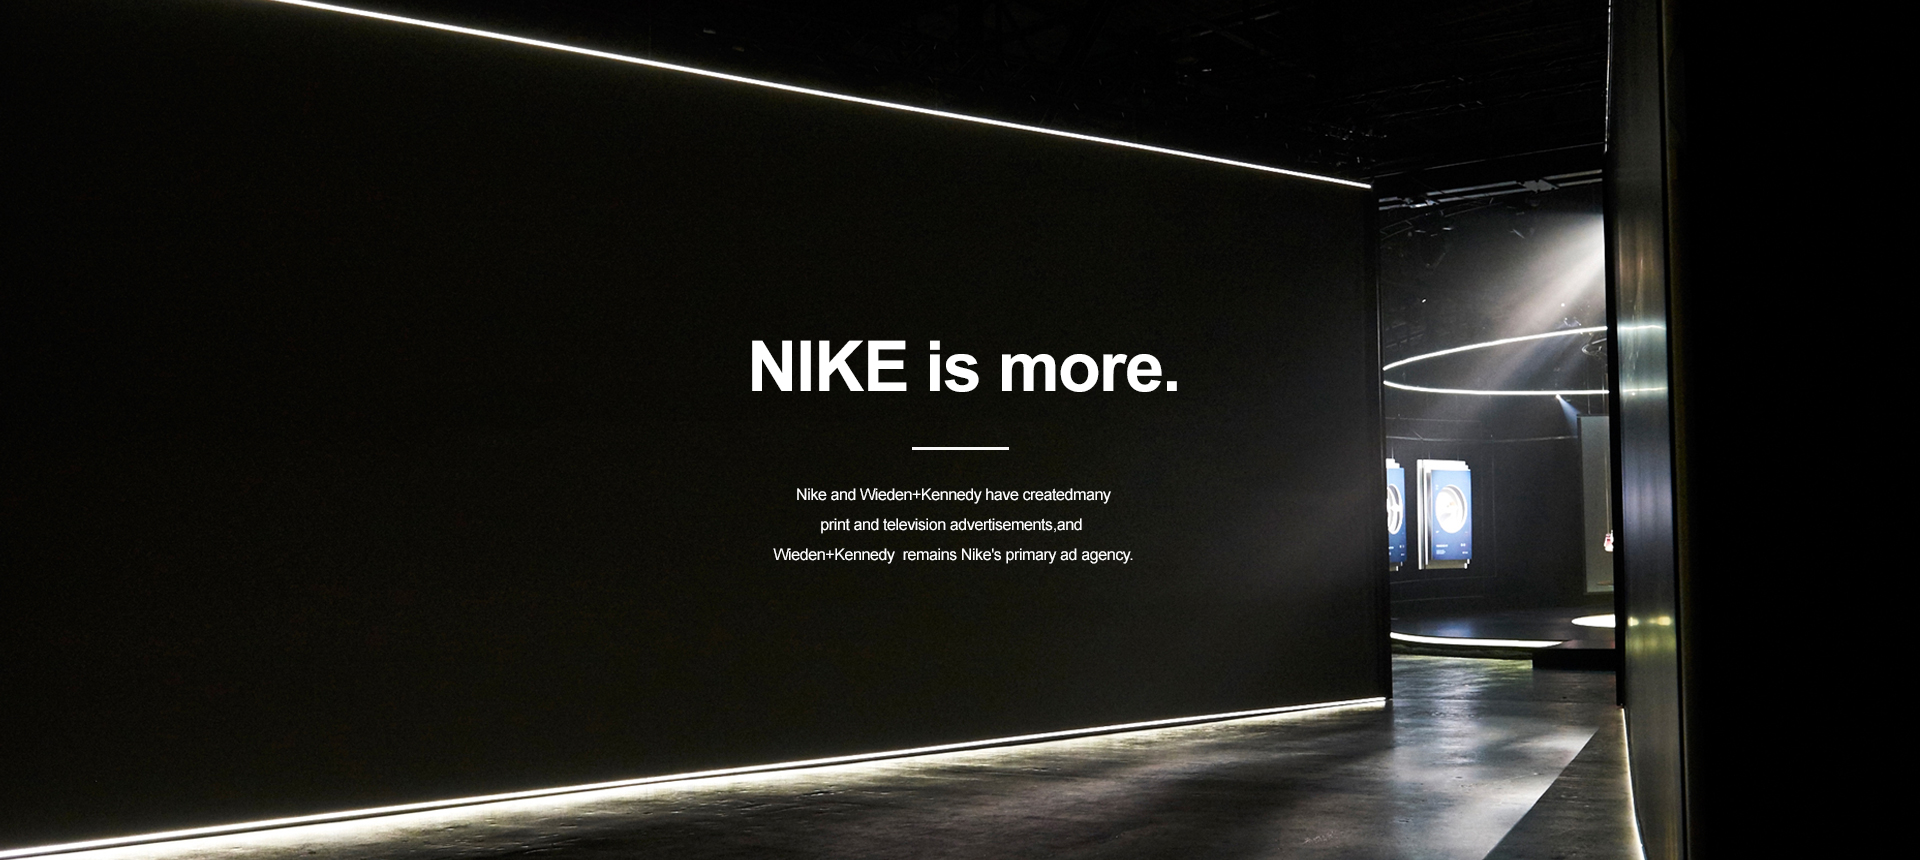 NIKE is more.
Nike and Wieden+Kennedy have createdmany
print and television advertisements,and
Wieden+Kennedy  remains Nike's primary ad agency.